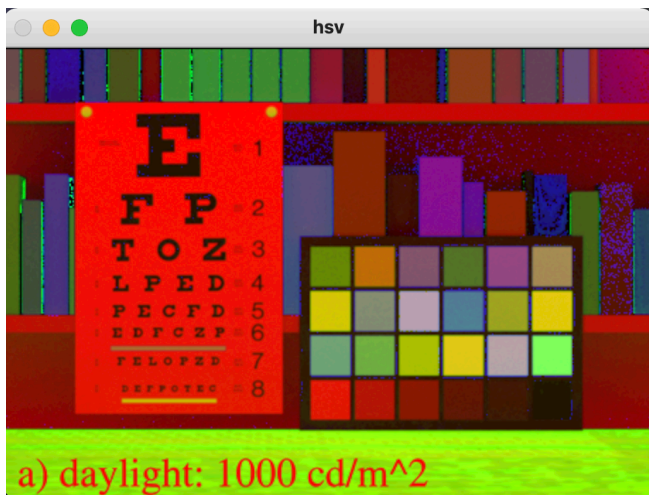 hsv
E 1
F P 2
T O Z 3
L P E D 4
P E C F D 5
E D F C Z P 6
F E L O P Z D 7
D E F P O T E C 8
a) daylight: 1000 cd/m^2